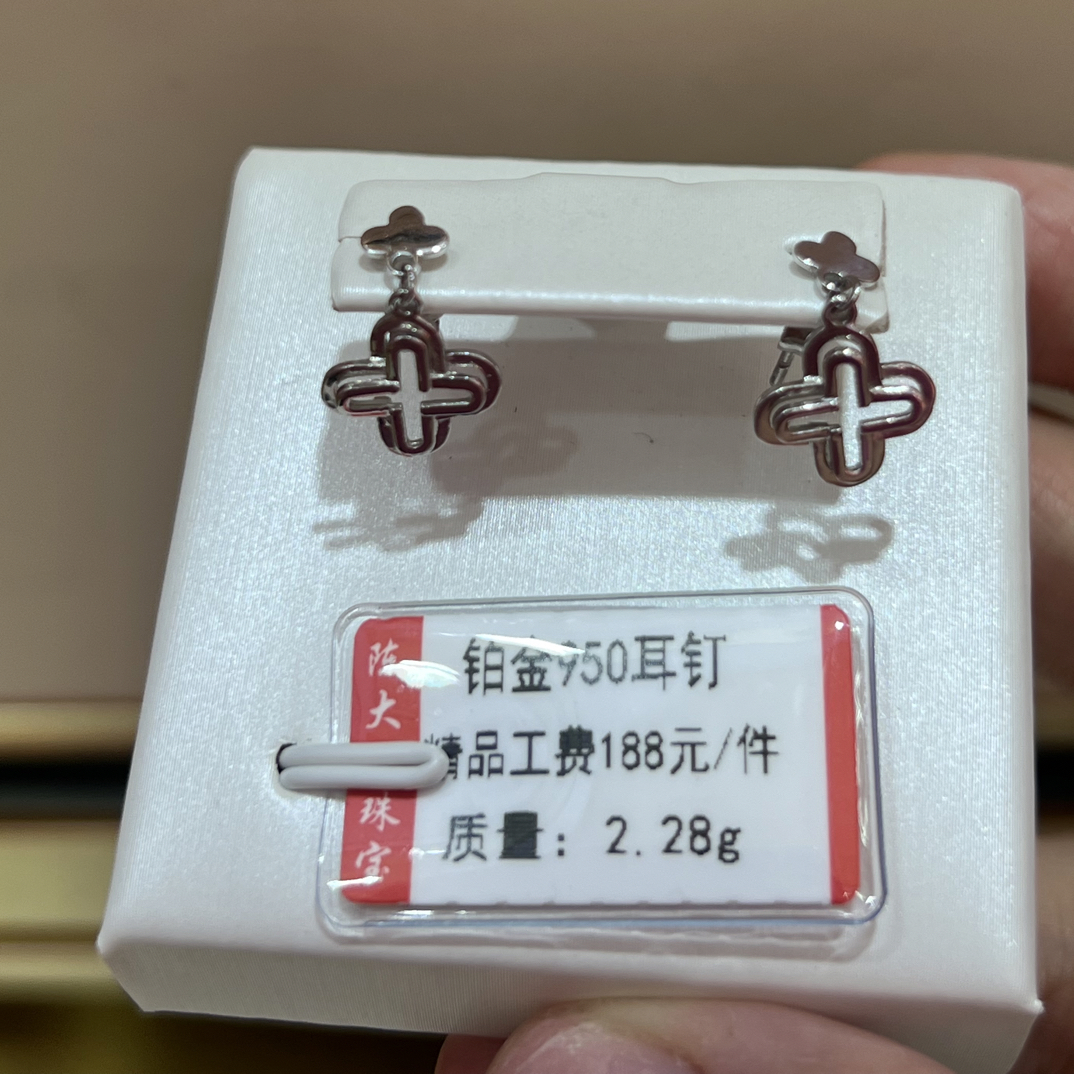 陈大
珠宝
铂金950耳钉
精品工费188元/件
质量：2.28g